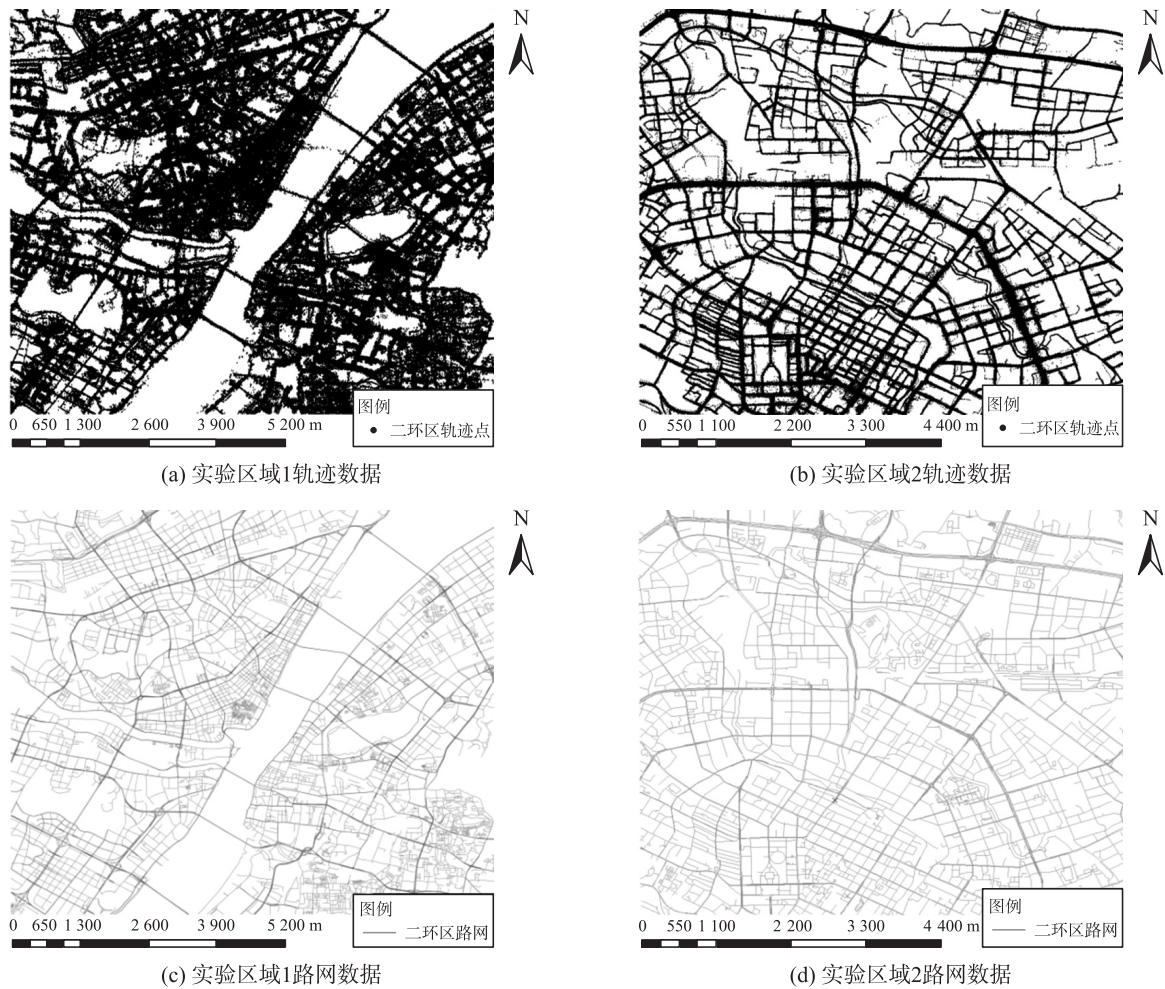 N
图例
二环区轨迹点
0 650 1 300 2 600 3 900 5 200 m
(a) 实验区域1轨迹数据
N
图例
二环区轨迹点
0 550 1 100 2 200 3 300 4 400 m
(b) 实验区域2轨迹数据
N
图例
二环区路网
0 650 1 300 2 600 3 900 5 200 m
(c) 实验区域1路网数据
N
图例
二环区路网
0 550 1 100 2 200 3 300 4 400 m
(d) 实验区域2路网数据